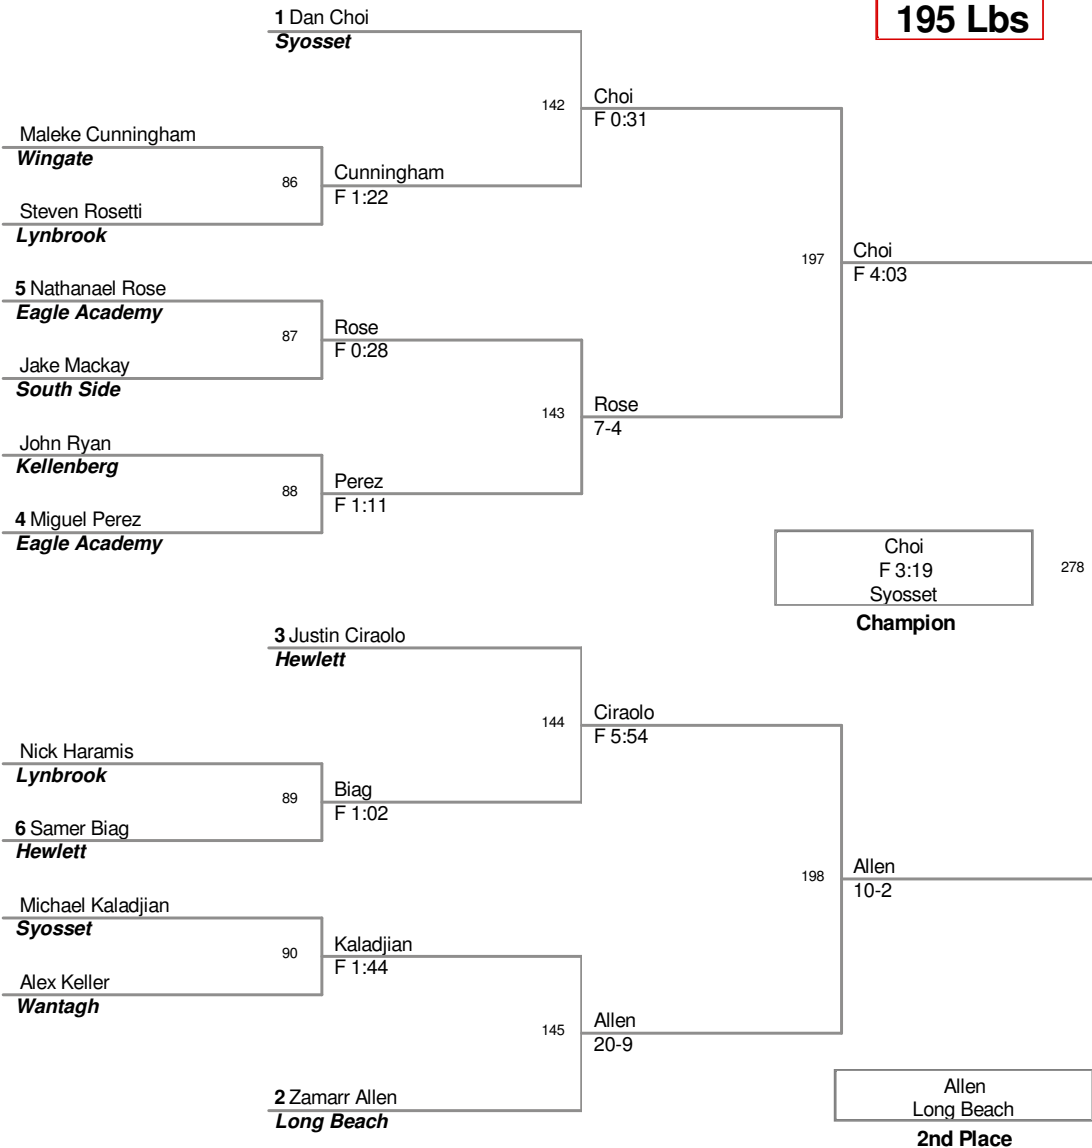 195 Lbs
1 Dan Choi
Syosset
142
Choi
F 0:31
Maleke Cunningham
Wingate
86
Cunningham
F 1:22
Steven Rosetti
Lynbrook
197
Choi
F 4:03
5 Nathanael Rose
Eagle Academy
87
Rose
F 0:28
Jake Mackay
South Side
143
Rose
7-4
John Ryan
Kellenberg
88
Perez
F 1:11
4 Miguel Perez
Eagle Academy
Choi
F 3:19
Syosset
278
Champion
3 Justin Ciraolo
Hewlett
144
Ciraolo
F 5:54
Nick Haramis
Lynbrook
89
Biag
F 1:02
6 Samer Biag
Hewlett
198
Allen
10-2
Michael Kaladjian
Syosset
90
Kaladjian
F 1:44
Alex Keller
Wantagh
145
Allen
20-9
2 Zamarr Allen
Long Beach
Allen
Long Beach
2nd Place